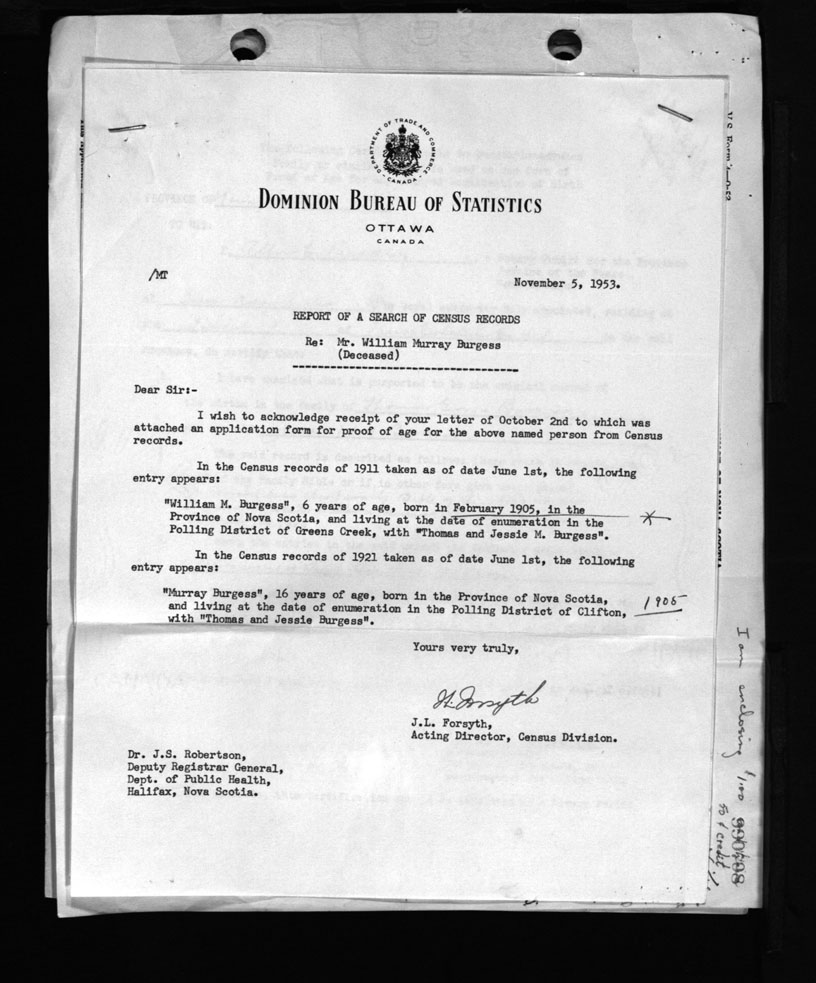 DEPARTMENT OF TRADE AND COMMERCE
CANADA
DOMINION BUREAU OF STATISTICS
OTTAWA
CANADA
/MT
November 5, 1953.
REPORT OF A SEARCH OF CENSUS RECORDS
Re: Mr. William Murray Burgess
(Deceased)
Dear Sir:-
I wish to acknowledge receipt of your letter of October 2nd to which was
attached an application form for proof of age for the above named person from Census
records.
In the Census records of 1911 taken as of date June 1st, the following
entry appears:
"William M. Burgess", 6 years of age, born in February 1905, in the
Province of Nova Scotia, and living at the date of enumeration in the
Polling District of Greens Creek, with "Thomas and Jessie M. Burgess".
In the Census records of 1921 taken as of date June 1st, the following
entry appears:
"Murray Burgess", 16 years of age, born in the Province of Nova Scotia,
and living at the date of enumeration in the Polling District of Clifton,
with "Thomas and Jessie Burgess".
1905
Yours very truly,
J.L. Forsyth,
Acting Director, Census Division.
Dr. J.S. Robertson,
Deputy Registrar General,
Dept. of Public Health,
Halifax, Nova Scotia.
I am enclosing $1.00
to credit